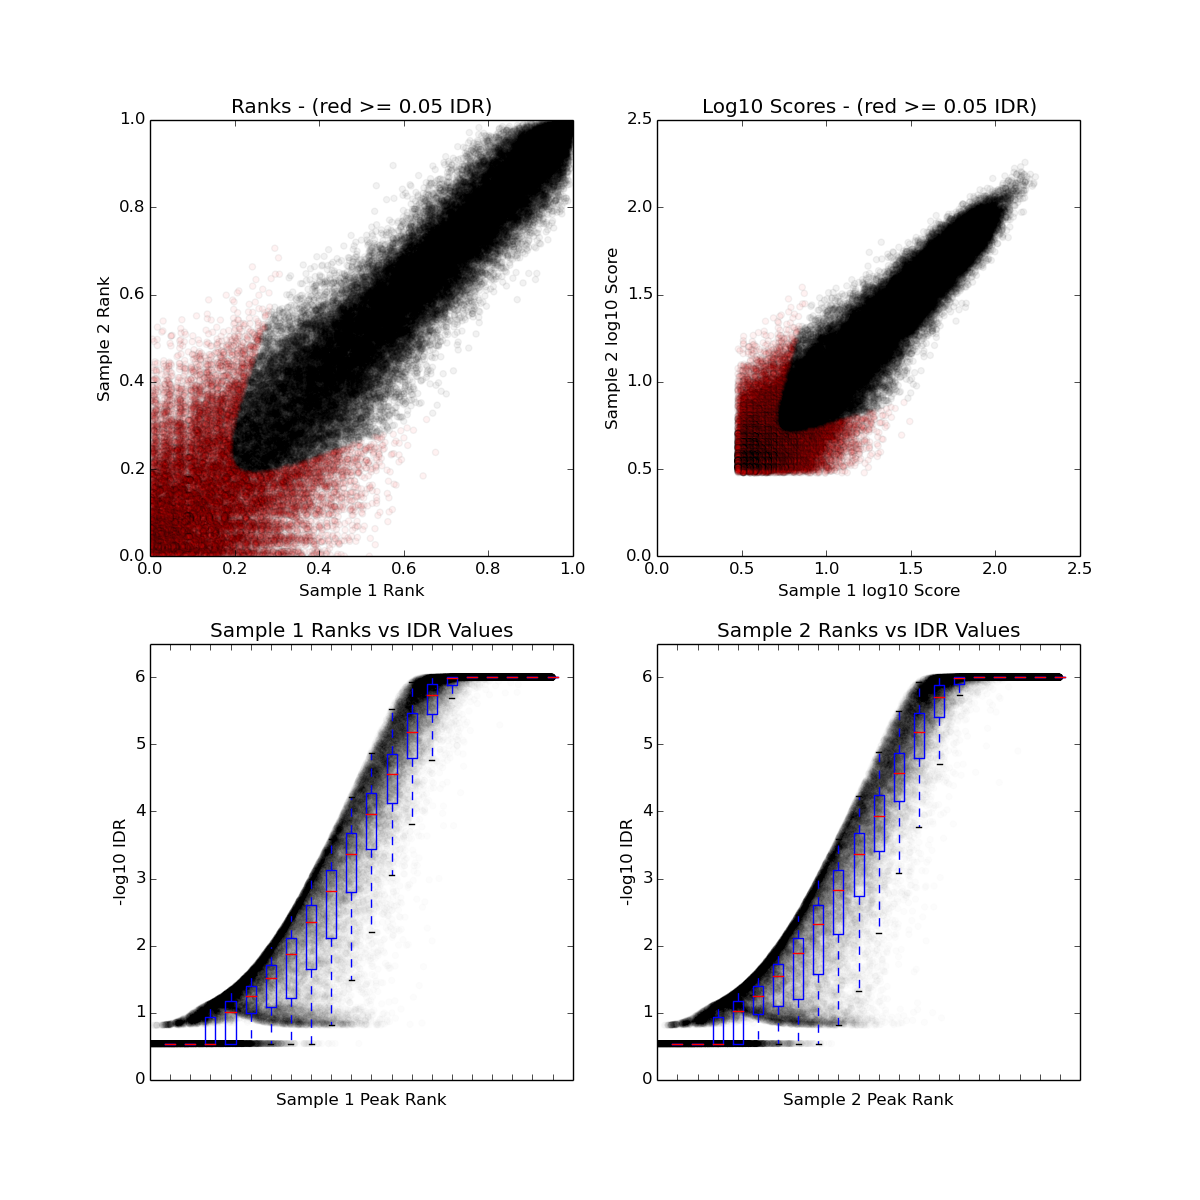 Ranks - (red >= 0.05 IDR)
1.0
0.8
0.6
0.4
0.2
0.0
Sample 2 Rank
0.0 0.2 0.4 0.6 0.8 1.0
Sample 1 Rank
Log10 Scores - (red >= 0.05 IDR)
2.5
2.0
1.5
1.0
0.5
0.0
Sample 2 log10 Score
0.0 0.5 1.0 1.5 2.0 2.5
Sample 1 log10 Score
Sample 1 Ranks vs IDR Values
6
5
4
3
2
1
0
-log10 IDR
Sample 1 Peak Rank
Sample 2 Ranks vs IDR Values
6
5
4
3
2
1
0
-log10 IDR
Sample 2 Peak Rank